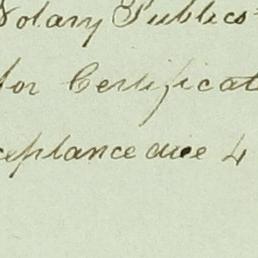 Notary Publics
for Certificat
ceptance due 4